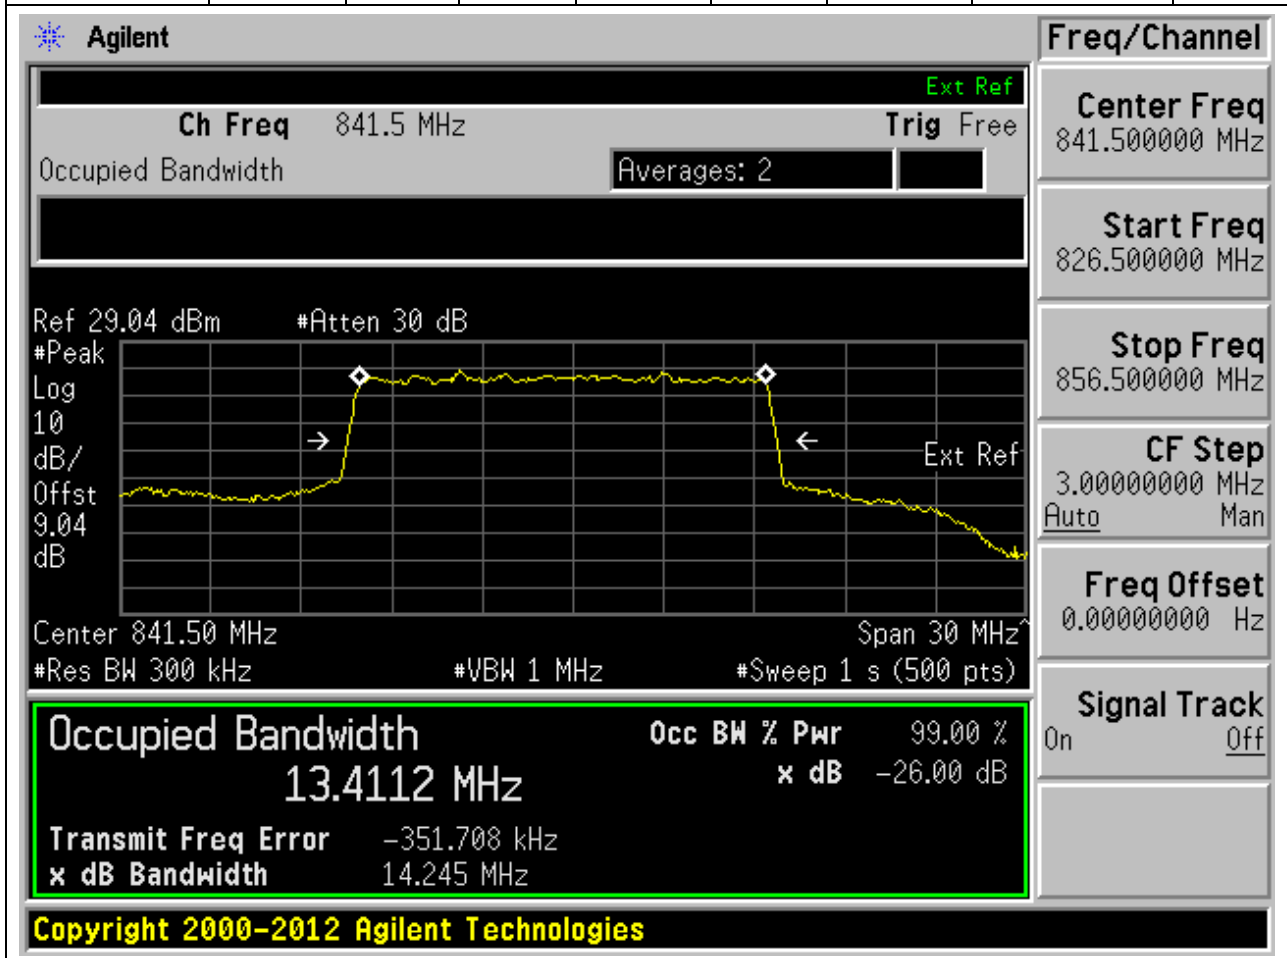 Agilent
Freq/Channel
Ext Ref
Ch Freq 841.5 MHz Trig Free
Occupied Bandwidth Averages: 2
Center Freq
841.500000 MHz
Start Freq
826.500000 MHz
Stop Freq
856.500000 MHz
CF Step
3.00000000 MHz
Auto Man
Freq Offset
0.00000000 Hz
Signal Track
On Off
Ref 29.04 dBm #Atten 30 dB
#Peak
Log
10
dB/
Offst
9.04
dB
Ext Ref
Center 841.50 MHz Span 30 MHz^
#Res BW 300 kHz #VBW 1 MHz #Sweep 1 s (500 pts)
Occupied Bandwidth Occ BW % Pwr 99.00 %
13.4112 MHz x dB -26.00 dB
Transmit Freq Error -351.708 kHz
x dB Bandwidth 14.245 MHz
Copyright 2000-2012 Agilent Technologies